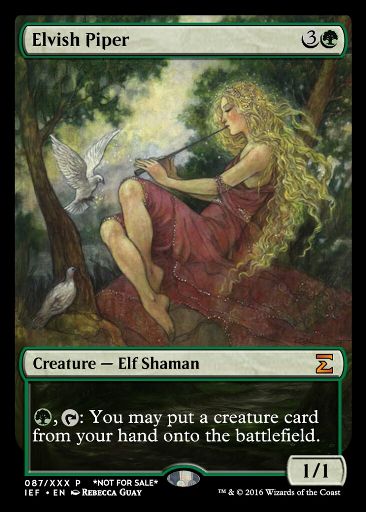 Elvish Piper 3
Creature — Elf Shaman
, : You may put a creature card
from your hand onto the battlefield.
1/1
087/XXX P *NOT FOR SALE*
IEF • EN Rebecca Guay
™ & © 2016 Wizards of the Coast